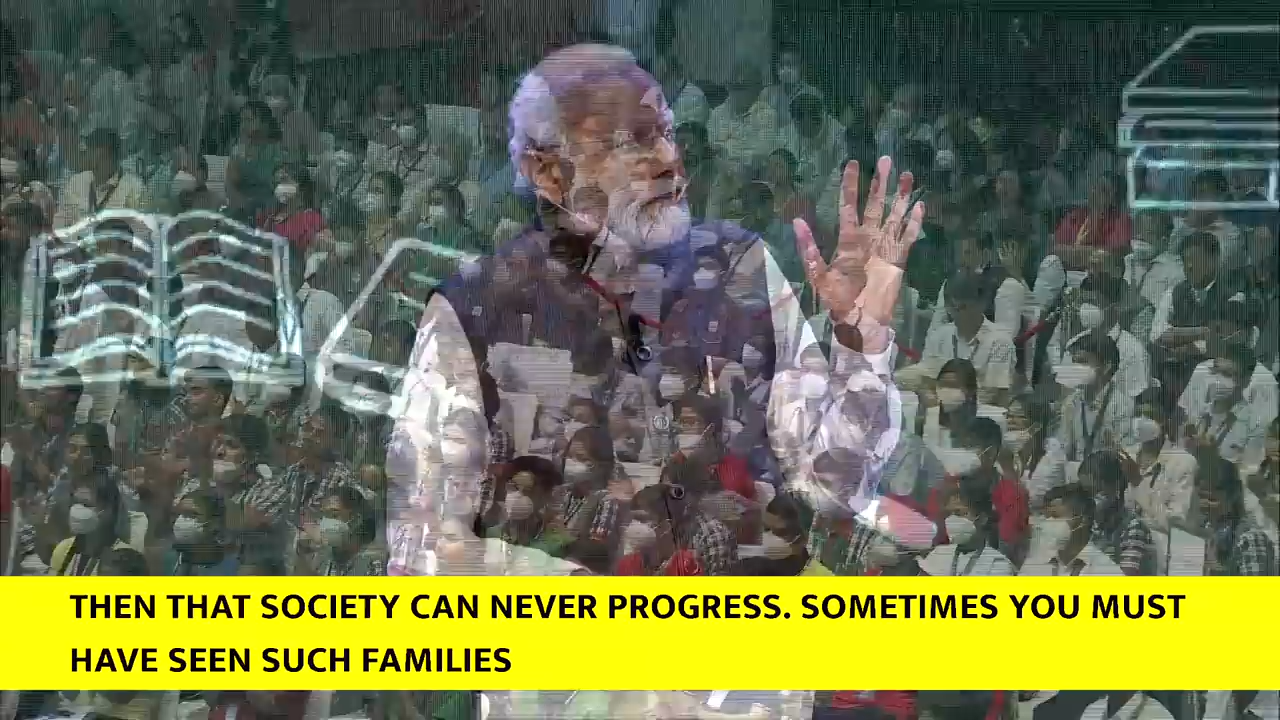 THEN THAT SOCIETY CAN NEVER PROGRESS. SOMETIMES YOU MUST
HAVE SEEN SUCH FAMILIES